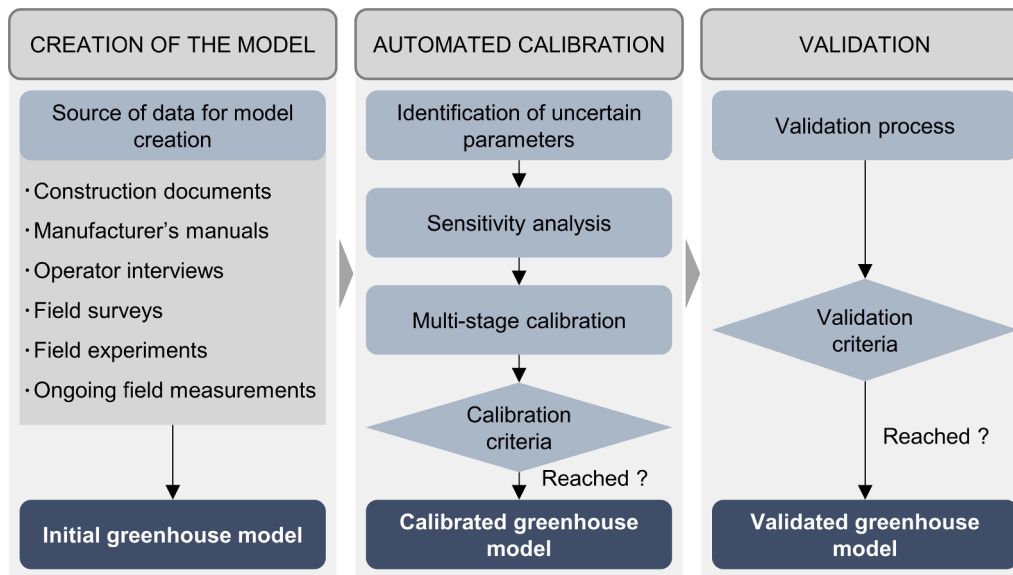 CREATION OF THE MODEL
Source of data for model
creation
· Construction documents
· Manufacturer’s manuals
· Operator interviews
· Field surveys
· Field experiments
· Ongoing field measurements
Initial greenhouse model
AUTOMATED CALIBRATION
Identification of uncertain
parameters
Sensitivity analysis
Multi-stage calibration
Calibration
criteria
Reached ?
Calibrated greenhouse
model
VALIDATION
Validation process
Validation
criteria
Reached ?
Validated greenhouse
model